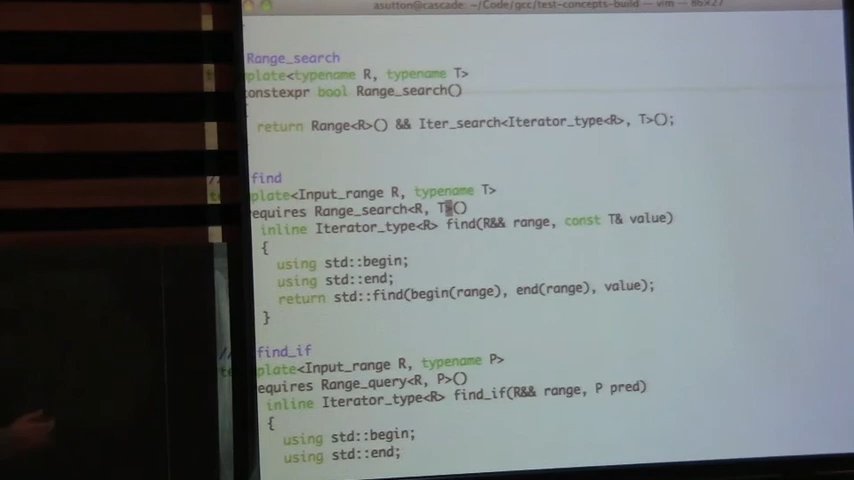 asutton@cascade: ~/Code/gcc/test-concepts-build — vim — 86×27
Range_search
plate<typename R, typename T>
onstexpr bool Range_search()
return Range<R>() && Iter_search<Iterator_type<R>, T>();
find
plate<Input_range R, typename T>
equires Range_search<R, T>()
inline Iterator_type<R> find(R&& range, const T& value)
{
using std::begin;
using std::end;
return std::find(begin(range), end(range), value);
}
// find_if
plate<Input_range R, typename P>
equires Range_query<R, P>()
inline Iterator_type<R> find_if(R&& range, P pred)
{
using std::begin;
using std::end;